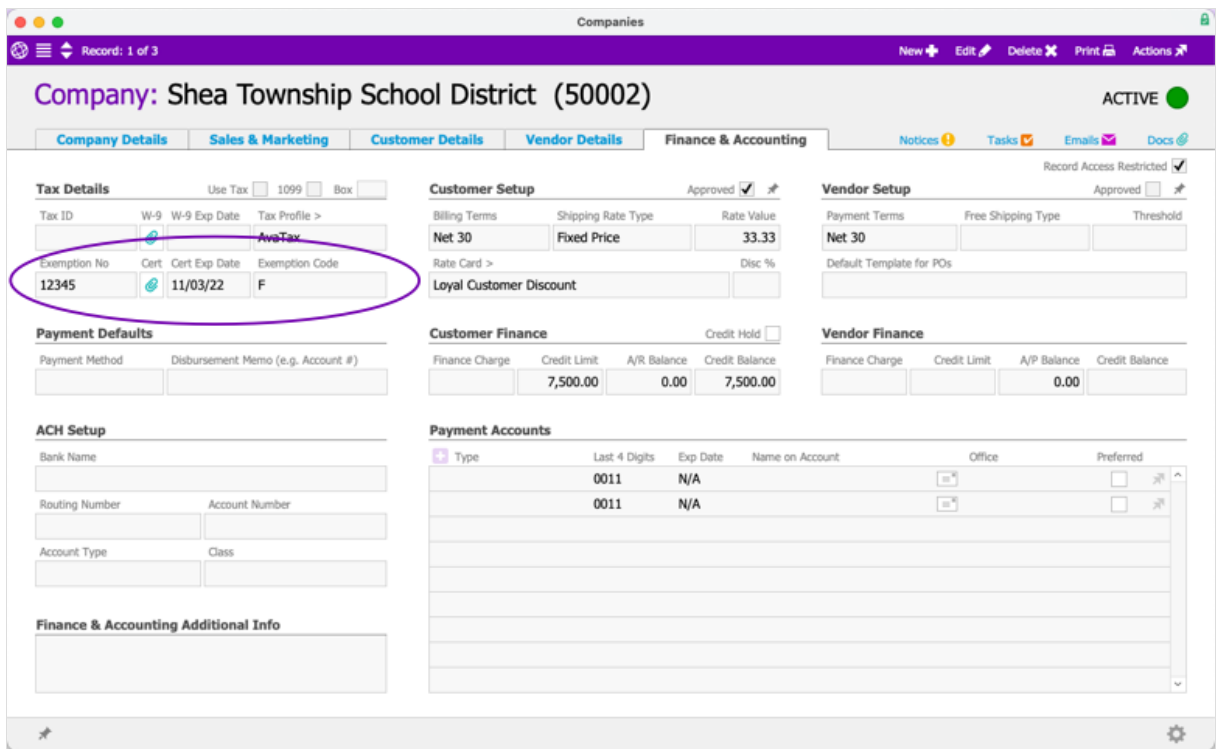 Companies
Record: 1 of 3 New Edit Delete Print Actions
Company: Shea Township School District (50002) ACTIVE
Company Details Sales & Marketing Customer Details Vendor Details Finance & Accounting Notices Tasks Emails Docs
Record Access Restricted
Tax Details Use Tax 1099 Box Customer Setup Approved Vendor Setup Approved
Tax ID W-9 W-9 Exp Date Tax Profile > Billing Terms Shipping Rate Type Rate Value Payment Terms Free Shipping Type Threshold
AvaTax Net 30 Fixed Price 33.33 Net 30
Exemption No Cert Cert Exp Date Exemption Code Rate Card > Disc % Default Template for POs
12345 11/03/22 F Loyal Customer Discount
Payment Defaults Customer Finance Credit Hold Vendor Finance
Payment Method Disbursement Memo (e.g. Account #) Finance Charge Credit Limit A/R Balance Credit Balance Finance Charge Credit Limit A/P Balance Credit Balance
7,500.00 0.00 7,500.00 0.00
ACH Setup Payment Accounts
Bank Name Type Last 4 Digits Exp Date Name on Account Office Preferred
0011 N/A
Routing Number Account Number 0011 N/A
Account Type Class
Finance & Accounting Additional Info